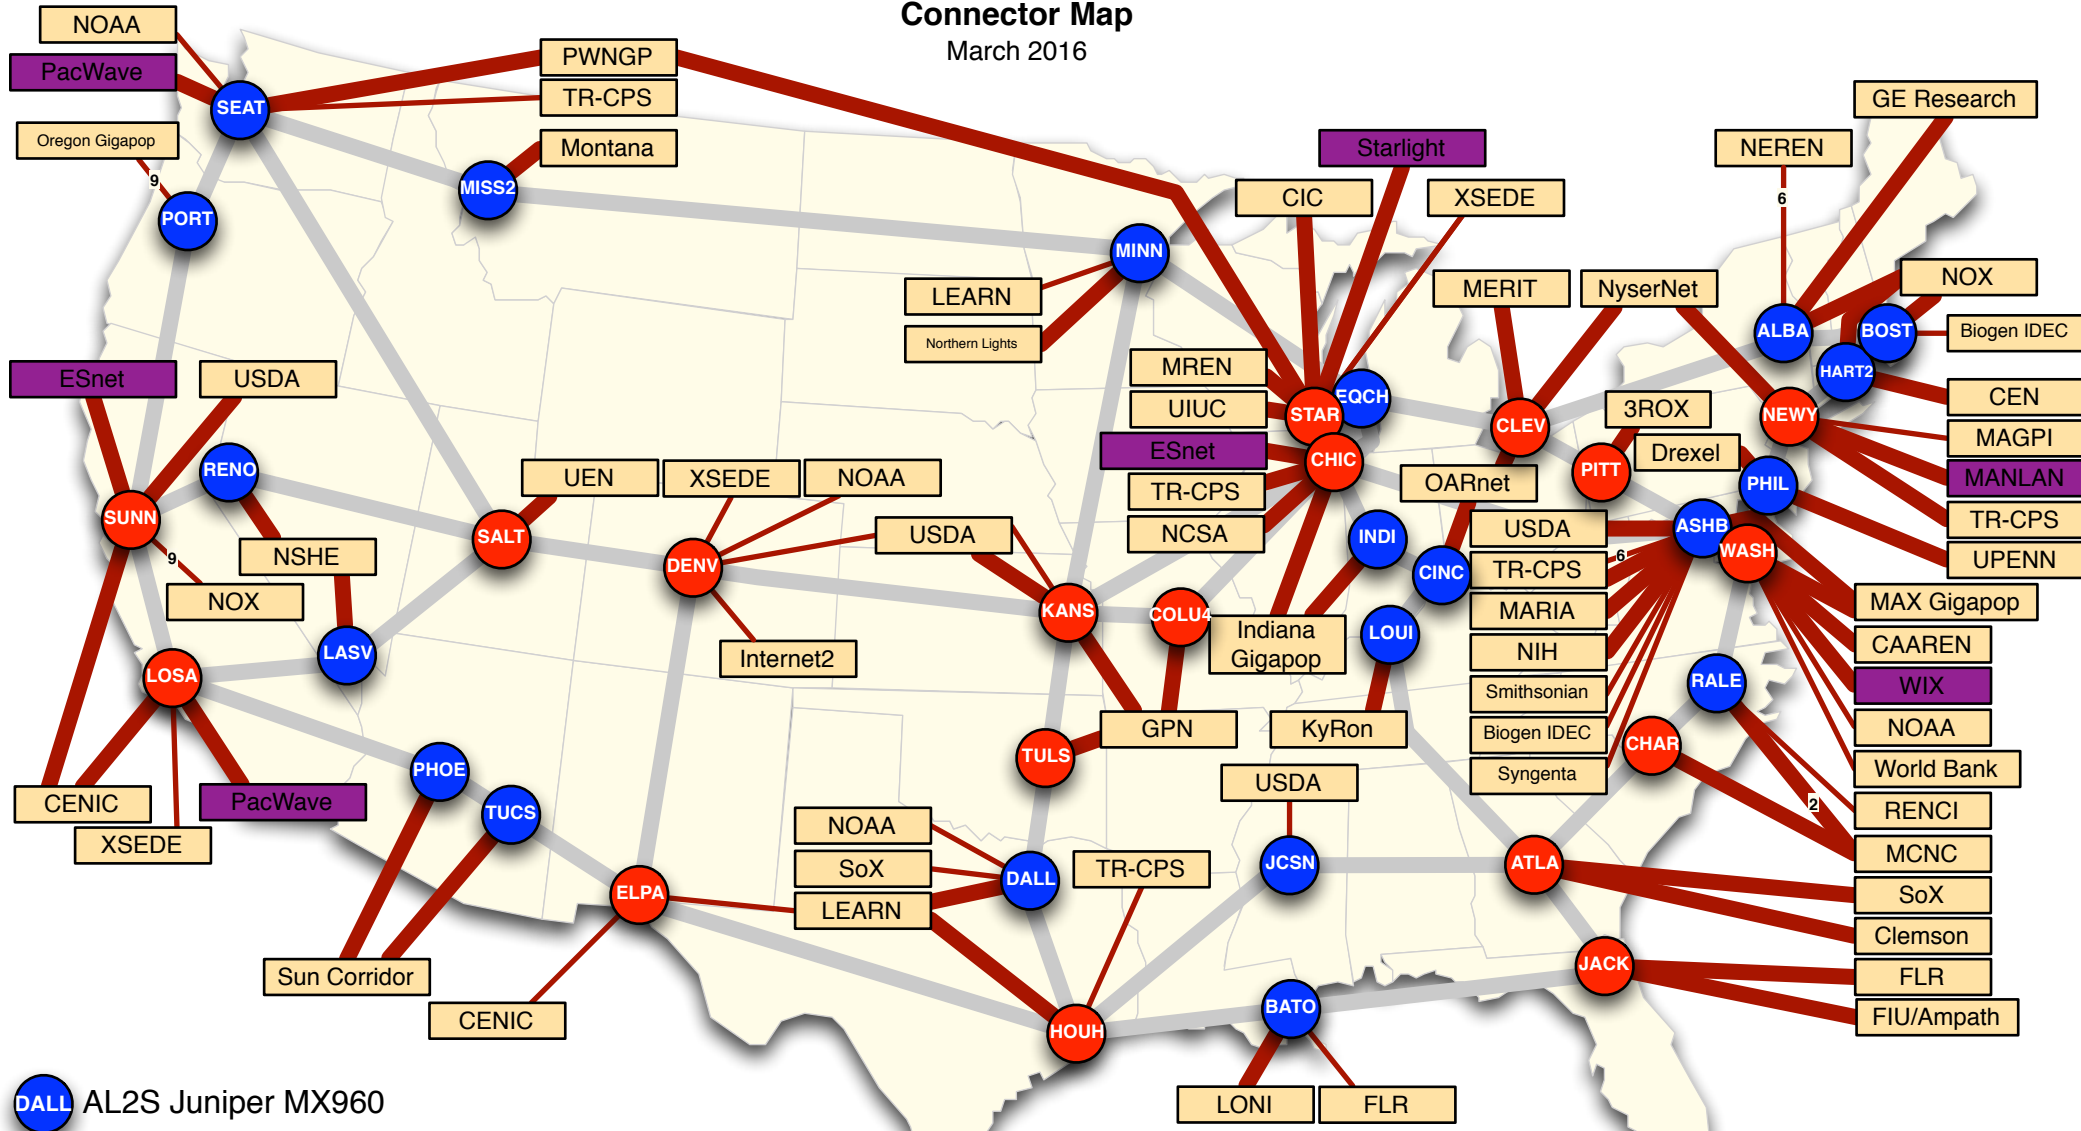 Connector Map
March 2016
NOAA
PacWave
SEAT
PWNGP
TR-CPS
Oregon Gigapop
9
Montana
MISS2
PORT
GE Research
NEREN
6
Starlight
CIC
XSEDE
MINN
LEARN
Northern Lights
MERIT
NyserNet
NOX
ALBA
BOST
Biogen IDEC
HART2
CEN
MREN
UIUC
STAR
EQCH
CLEV
3ROX
NEWY
MAGPI
ESnet
USDA
ESnet
CHIC
Drexel
PITT
PHIL
MANLAN
RENO
UEN
XSEDE
NOAA
TR-CPS
OARnet
TR-CPS
SUNN
SALT
USDA
NCSA
INDI
USDA
ASHB
WASH
UPENN
9
NSHE
DENV
CINC
6
TR-CPS
NOX
KANS
COLU4
MARIA
MAX Gigapop
LASV
Internet2
Indiana
Gigapop
LOUI
NIH
CAAREN
LOSA
Smithsonian
RALE
WIX
GPN
KyRon
Biogen IDEC
CHAR
NOAA
TULS
Syngenta
World Bank
PHOE
USDA
CENIC
PacWave
2
RENCI
TUCS
NOAA
XSEDE
MCNC
SoX
TR-CPS
DALL
JCSN
ATLA
ELPA
LEARN
SoX
Clemson
Sun Corridor
JACK
FLR
CENIC
HOUH
BATO
FIU/Ampath
LONI
FLR
DALL
AL2S Juniper MX960